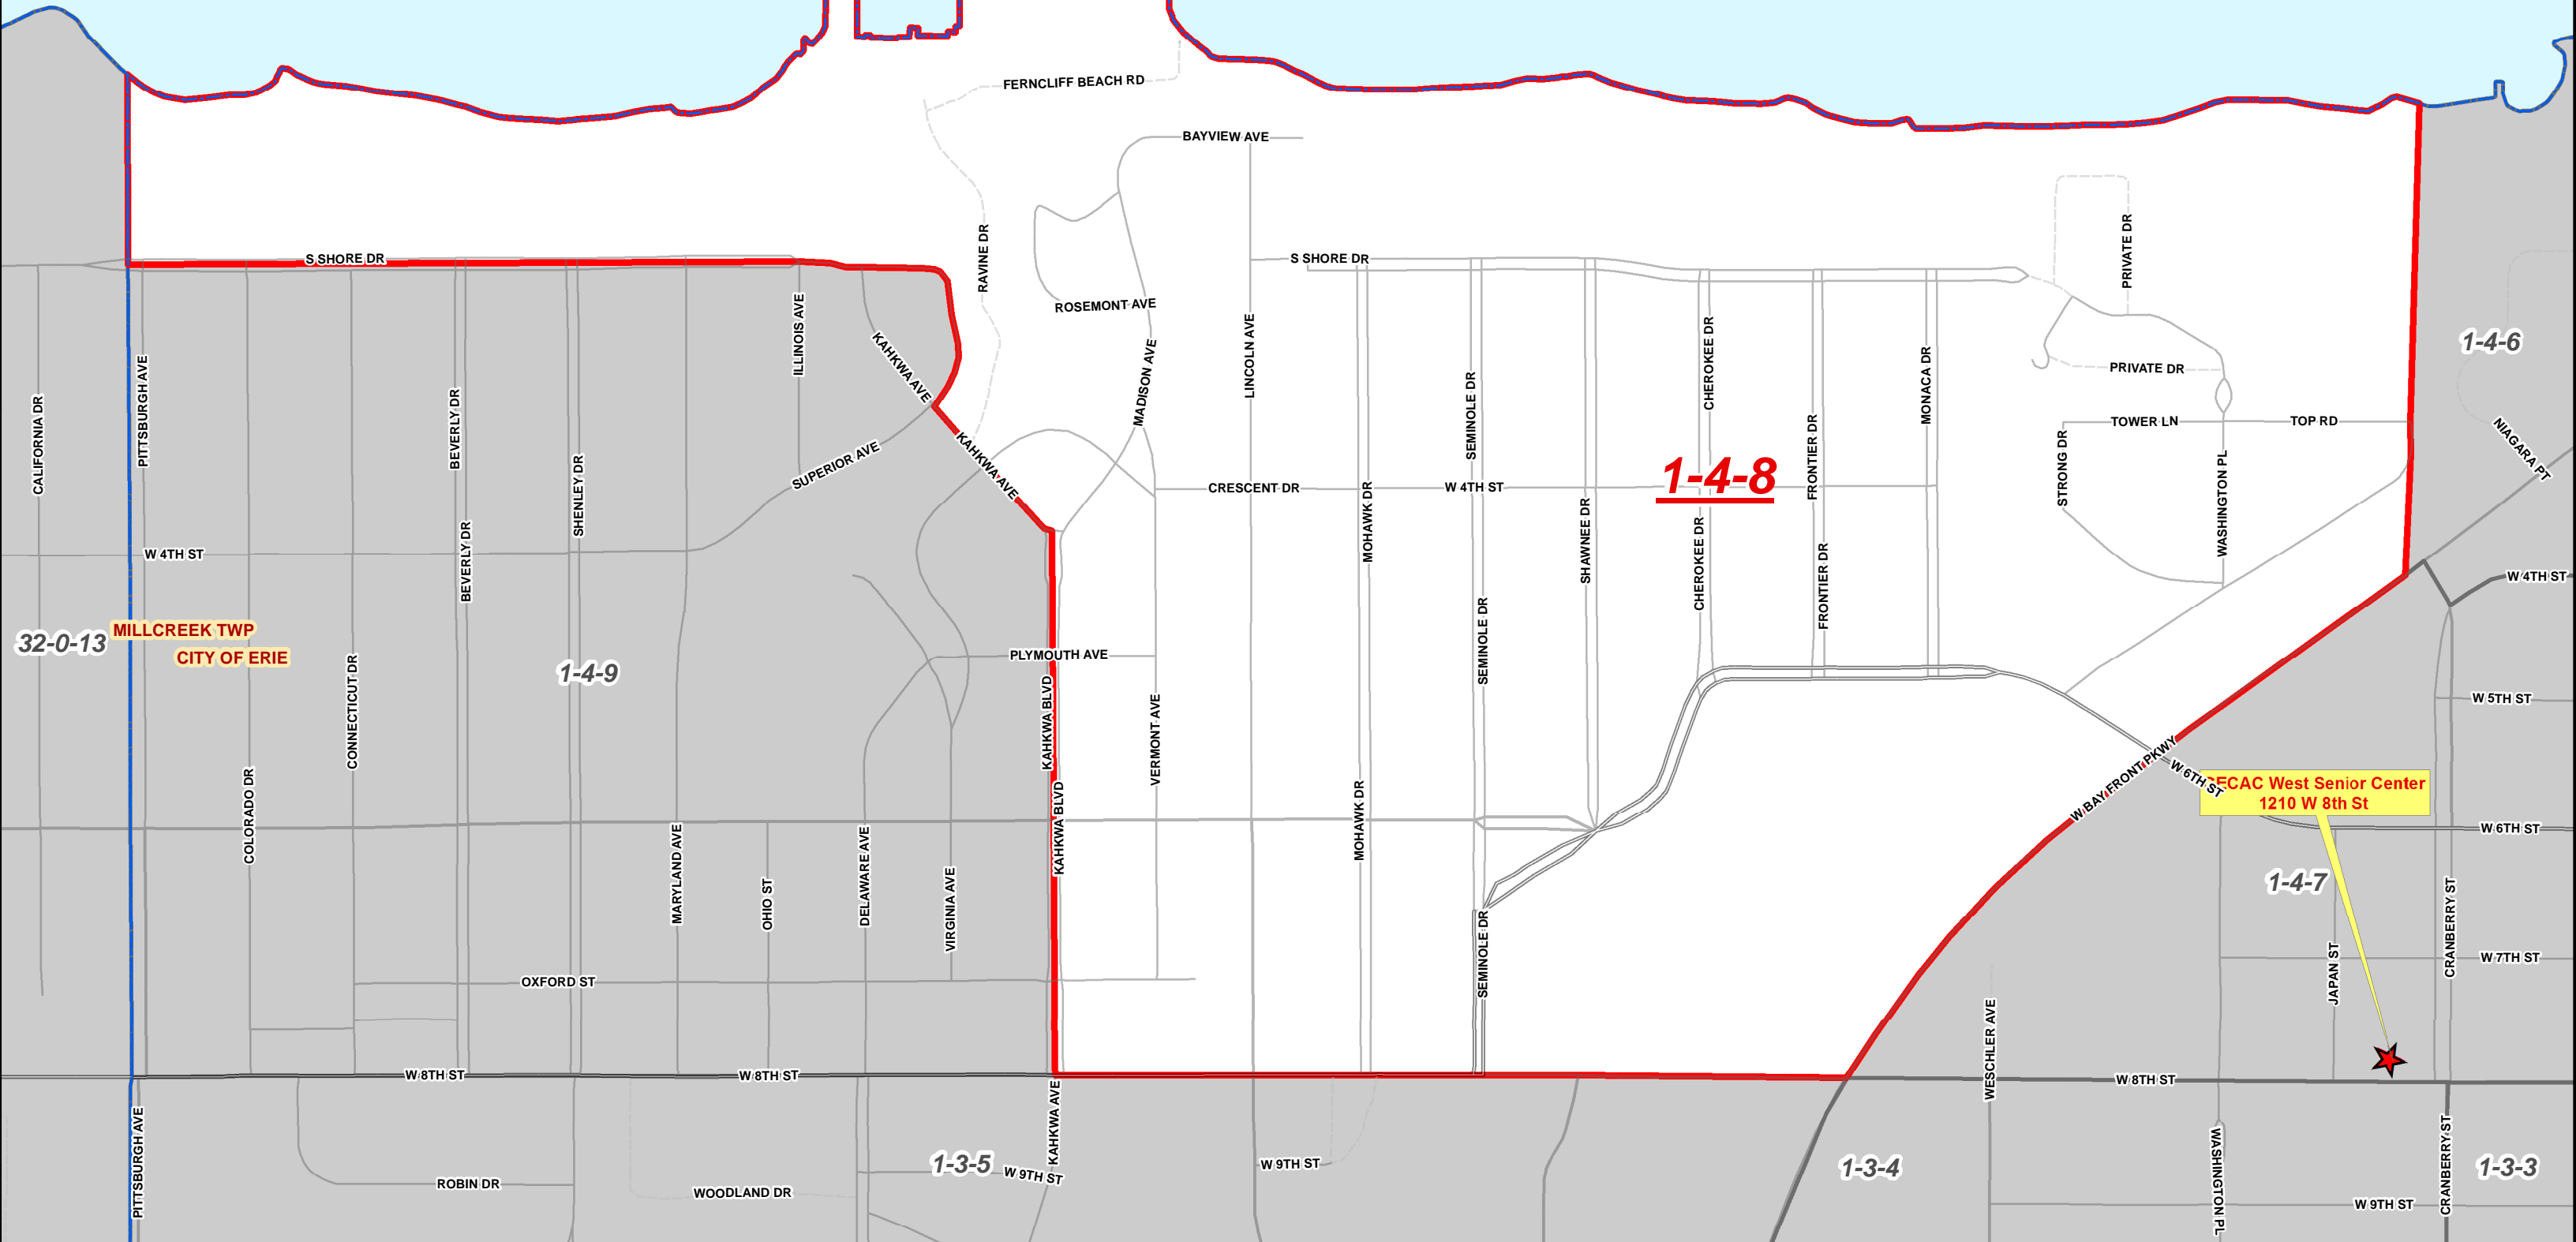 FERNCLIFF BEACH RD
BAYVIEW AVE
RAVINE DR
PRIVATE DR
S SHORE DR
S SHORE DR
ROSEMONT AVE
ILLINOIS AVE
KAHKWA AVE
LINCOLN AVE
MADISON AVE
CHEROKEE DR
MONACA DR
1-4-6
PITTSBURGH AVE
PRIVATE DR
CALIFORNIA DR
BEVERLY DR
SEMINOLE DR
FRONTIER DR
TOWER LN
TOP RD
NIAGARA PT
SUPERIOR AVE
KAHKWA AVE
STRONG DR
1-4-8
SHENLEY DR
CRESCENT DR
W 4TH ST
MOHAWK DR
SHAWNEE DR
WASHINGTON PL
W 4TH ST
BEVERLY DR
CHEROKEE DR
FRONTIER DR
W 4TH ST
MILLCREEK TWP
32-0-13
CITY OF ERIE
1-4-9
PLYMOUTH AVE
SEMINOLE DR
CONNECTICUT DR
KAHKWA BLVD
VERMONT AVE
W 5TH ST
W BAY FRONT PKWY
W 6TH ST
ECAC West Senior Center
1210 W 8th St
COLORADO DR
KAHKWA BLVD
MOHAWK DR
W 6TH ST
MARYLAND AVE
OHIO ST
DELAWARE AVE
VIRGINIA AVE
1-4-7
CRANBERRY ST
SEMINOLE DR
W 7TH ST
JAPAN ST
OXFORD ST
WESCHLER AVE
W 8TH ST
W 8TH ST
W 8TH ST
PITTSBURGH AVE
KAHKWA AVE
1-3-5
W 9TH ST
W 9TH ST
1-3-4
WASHINGTON PL
CRANBERRY ST
1-3-3
ROBIN DR
WOODLAND DR
W 9TH ST